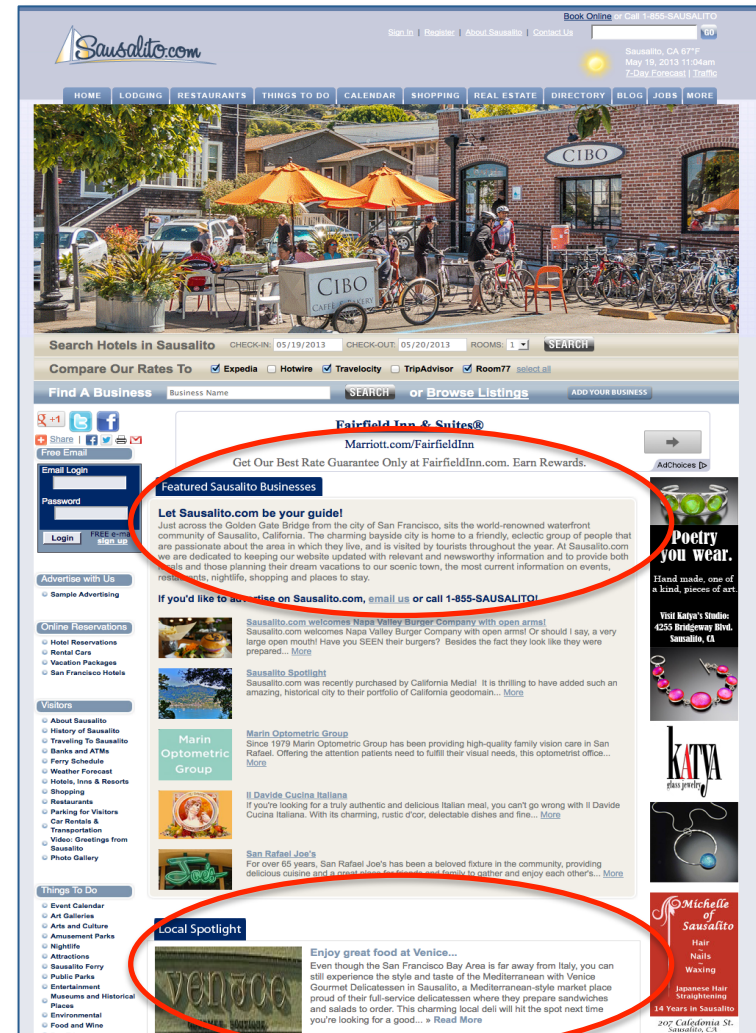 Book Online or Call 1-855-SAUSALITO
Sausalito.com
Sign In | Register | About Sausalito | Contact Us
GO
Sausalito, CA 67°F
May 19, 2013 11:04am
7-Day Forecast | Traffic
HOME LODGING RESTAURANTS THINGS TO DO CALENDAR SHOPPING REAL ESTATE DIRECTORY BLOG JOBS MORE
CIBO
CIBO
CAFFE BAKERY
Search Hotels in Sausalito CHECK-IN: 05/19/2013 CHECK-OUT: 05/20/2013 ROOMS: 1 SEARCH
Compare Our Rates To Expedia Hotwire Travelocity TripAdvisor Room77 select all
Find A Business Business Name SEARCH or Browse Listings ADD YOUR BUSINESS
+1
Share |
Free Email
Email Login
Password
Login FREE e-mail
sign up
Advertise with Us
Sample Advertising
Online Reservations
Hotel Reservations
Rental Cars
Vacation Packages
San Francisco Hotels
Visitors
About Sausalito
History of Sausalito
Traveling To Sausalito
Banks and ATMs
Ferry Schedule
Weather Forecast
Hotels, Inns & Resorts
Shopping
Restaurants
Parking for Visitors
Car Rentals &
Transportation
Video: Greetings from
Sausalito
Photo Gallery
Things To Do
Event Calendar
Art Galleries
Arts and Culture
Amusement Parks
Nightlife
Attractions
Sausalito Ferry
Public Parks
Entertainment
Museums and Historical
Places
Environmental
Food and Wine
Fairfield Inn & Suites®
Marriott.com/FairfieldInn
Get Our Best Rate Guarantee Only at FairfieldInn.com. Earn Rewards.
AdChoices
Featured Sausalito Businesses
Let Sausalito.com be your guide!
Just across the Golden Gate Bridge from the city of San Francisco, sits the world-renowned waterfront
community of Sausalito, California. The charming bayside city is home to a friendly, eclectic group of people that
are passionate about the area in which they live, and is visited by tourists throughout the year. At Sausalito.com
we are dedicated to keeping our website updated with relevant and newsworthy information and to provide both
locals and those planning their dream vacations to our scenic town, the most current information on events,
restaurants, nightlife, shopping and places to stay.
If you'd like to advertise on Sausalito.com, email us or call 1-855-SAUSALITO!
Sausalito.com welcomes Napa Valley Burger Company with open arms!
Sausalito.com welcomes Napa Valley Burger Company with open arms! Or should I say, a very
large open mouth! Have you SEEN their burgers? Besides the fact they look like they were
prepared... More
Sausalito Spotlight
Sausalito.com was recently purchased by California Media! It is thrilling to have added such an
amazing, historical city to their portfolio of California geodomain... More
Marin
Optometric
Group
Marin Optometric Group
Since 1979 Marin Optometric Group has been providing high-quality family vision care in San
Rafael. Offering the attention patients need to fulfill their visual needs, this optometrist office...
More
Il Davide Cucina Italiana
If you're looking for a truly authentic and delicious Italian meal, you can't go wrong with Il Davide
Cucina Italiana. With its charming, rustic d'cor, delectable dishes and fine... More
Joe's
San Rafael Joe's
For over 65 years, San Rafael Joe's has been a beloved fixture in the community, providing
delicious cuisine and a great place for friends and family to gather and enjoy each other's... More
Local Spotlight
VENICE
Enjoy great food at Venice...
Even though the San Francisco Bay Area is far away from Italy, you can
still experience the style and taste of the Mediterranean with Venice
Gourmet Delicatessen in Sausalito, a Mediterranean-style market place
proud of their full-service delicatessen where they prepare sandwiches
and salads to order. This charming local deli will hit the spot next time
you're looking for a good... » Read More
Poetry
you wear.
Hand made, one of
a kind, pieces of art.
Visit Katya's Studio:
4255 Bridgeway Blvd.
Sausalito, CA
KATYA
glass jewelry
Michelle
of
Sausalito
Hair
~
Nails
~
Waxing
Japanese Hair
Straightening
14 Years in Sausalito
207 Caledonia St.
Sausalito, CA